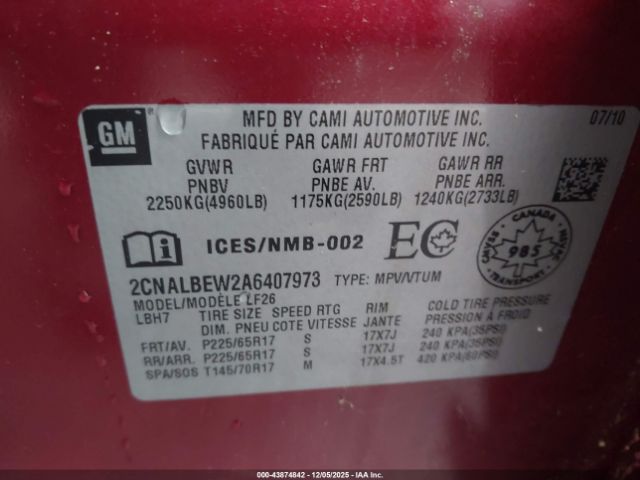 GM
MFD BY CAMI AUTOMOTIVE INC. 07/10
FABRIQUÉ PAR CAMI AUTOMOTIVE INC.
GVWR GAWR FRT GAWR RR
PNBV PNBE AV. PNBE ARR.
2250KG(4960LB) 1175KG(2590LB) 1240KG(2733LB)
ICES/NMB-002 EC CANADA CMVSS NSVAC 985 TRANSPORT
2CNALBEW2A6407973 TYPE: MPV/VTUM
MODEL/MODÈLE LF26
LBH7 TIRE SIZE SPEED RTG RIM COLD TIRE PRESSURE
DIM. PNEU COTE VITESSE JANTE PRESSION À FROID
FRT/AV. P225/65R17 S 17X7J 240 KPA(35PSI)
RR/ARR. P225/65R17 S 17X7J 240 KPA(35PSI)
SPA/SOS T145/70R17 M 17X4.5T 420 KPA(60PSI)
000-43874842 - 12/05/2025 - IAA Inc.